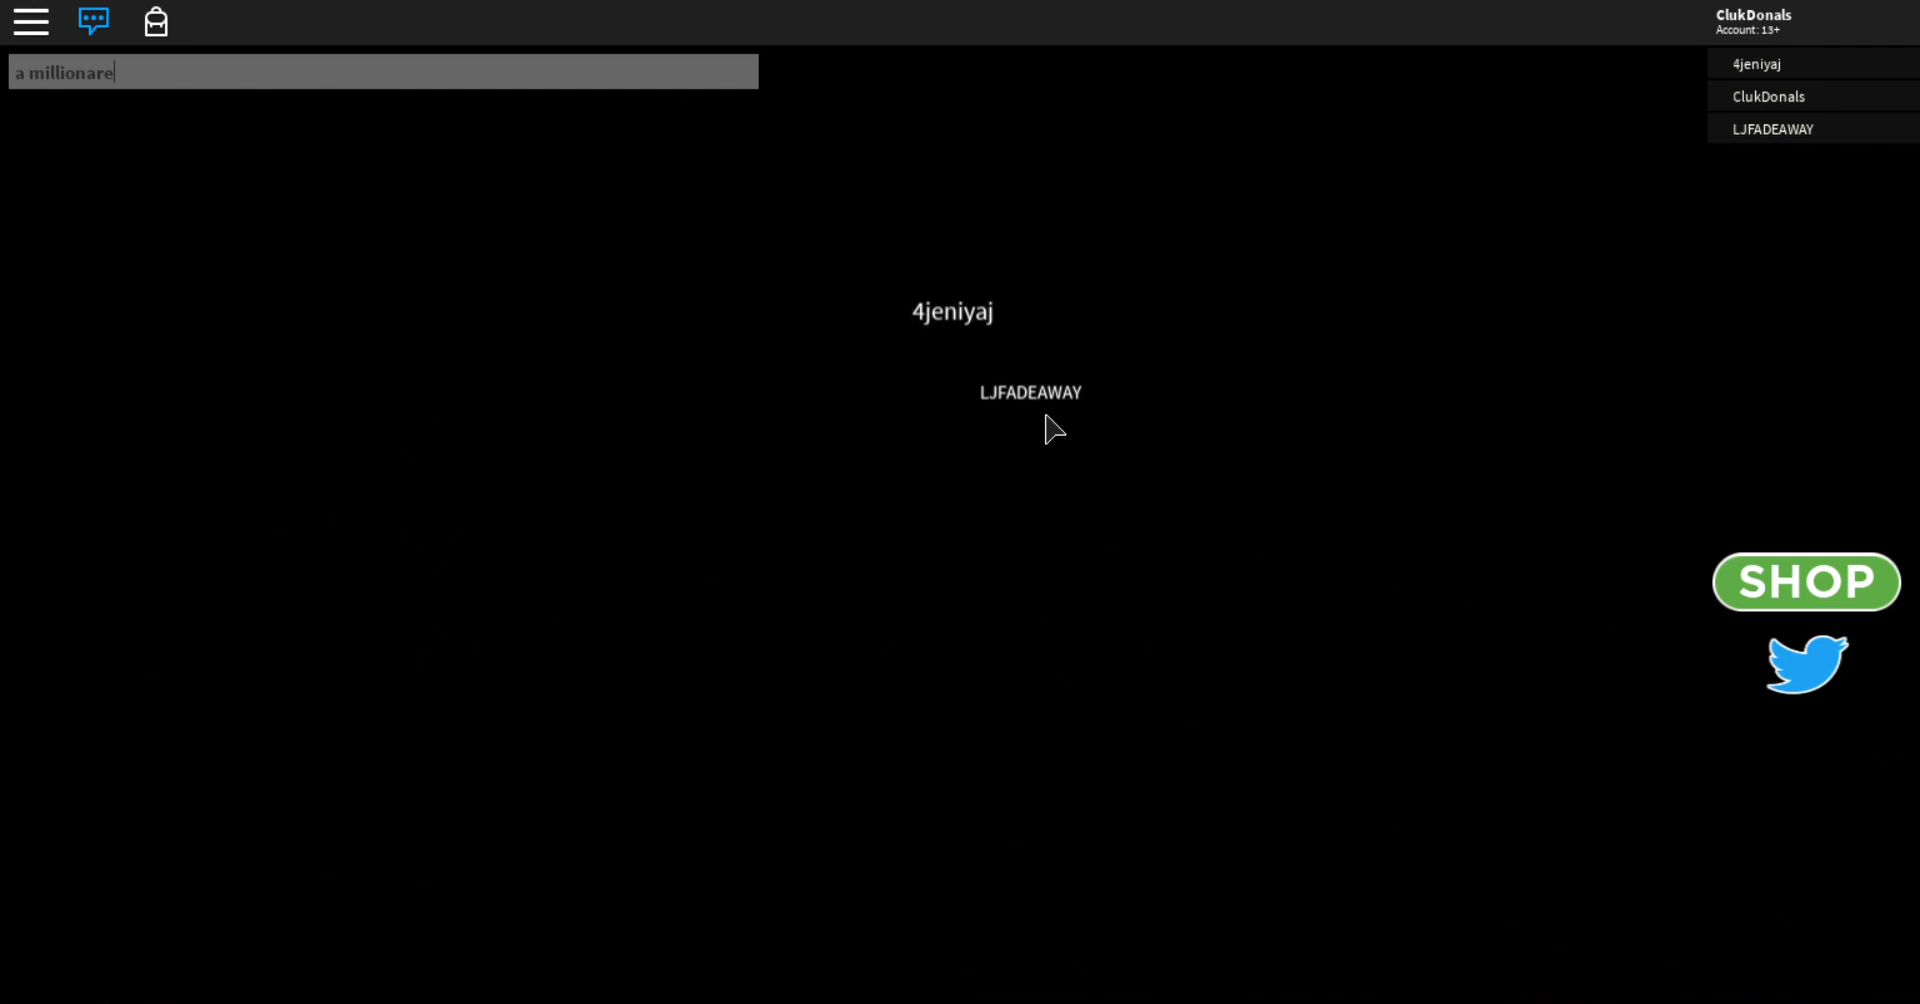 ClukDonals
Account: 13+
a millionare
4jeniyaj
ClukDonals
LJFADEAWAY
4jeniyaj
LJFADEAWAY
SHOP